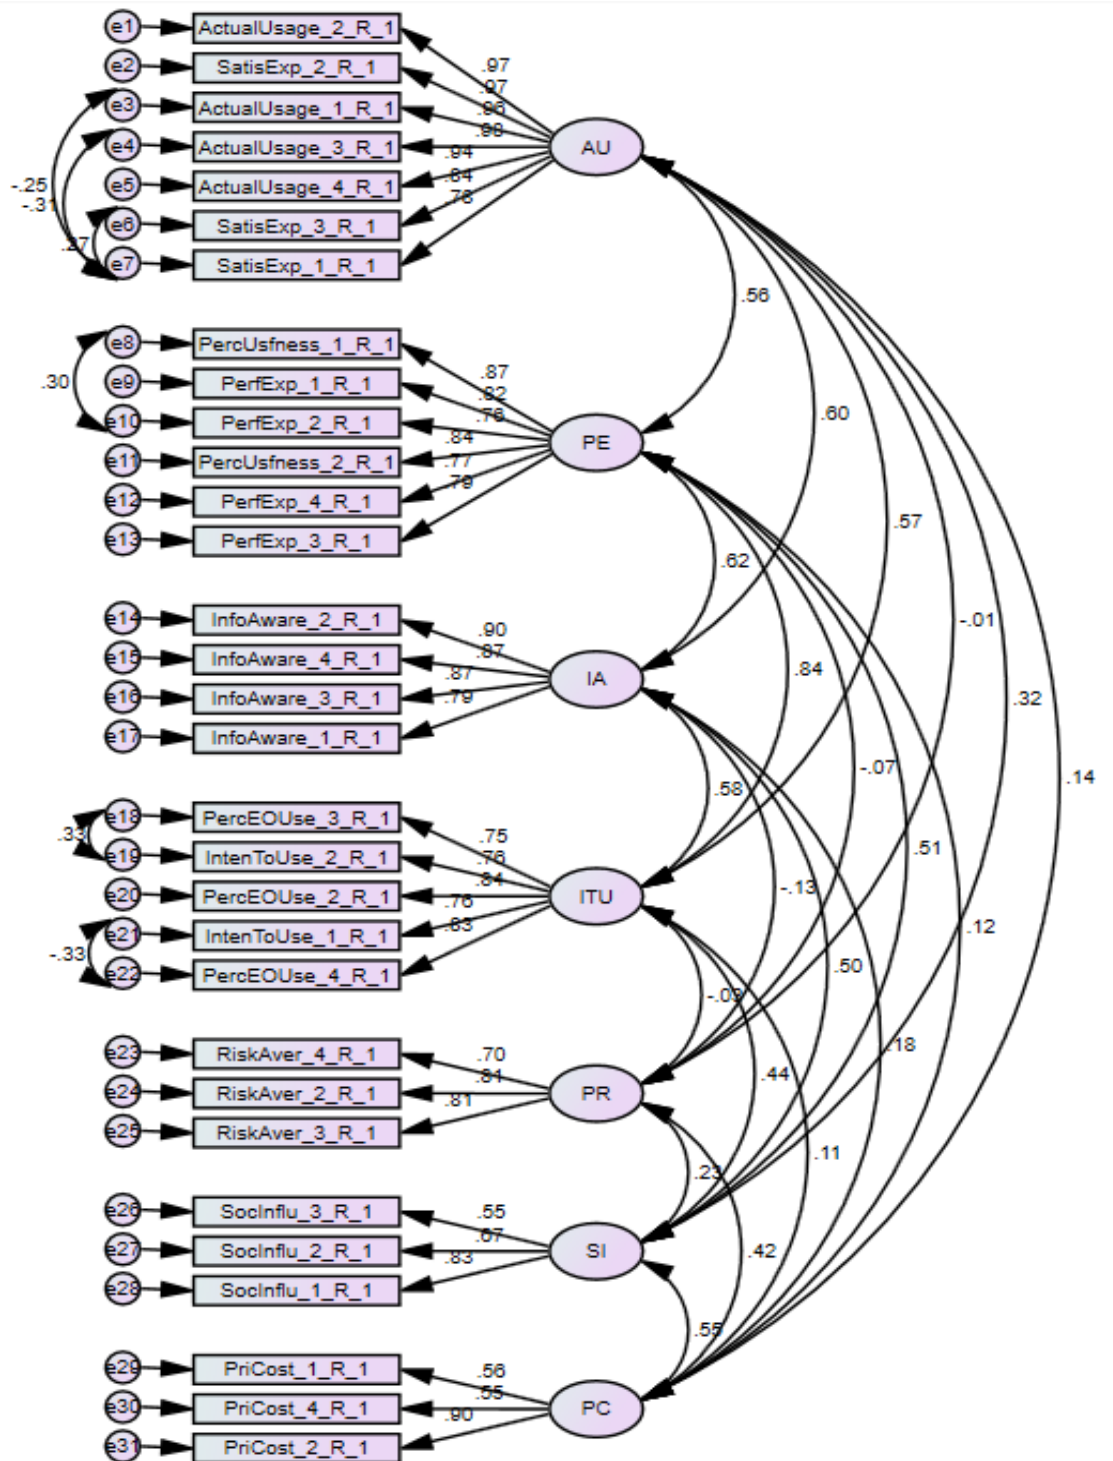 e1 ActualUsage_2_R_1
e2 SatisExp_2_R_1
e3 ActualUsage_1_R_1
e4 ActualUsage_3_R_1
e5 ActualUsage_4_R_1
e6 SatisExp_3_R_1
e7 SatisExp_1_R_1
-.25
-.31
.27
.97
.97
.96
.98
.94
.84
.78
AU
e8 PercUsfness_1_R_1
e9 PerfExp_1_R_1
e10 PerfExp_2_R_1
e11 PercUsfness_2_R_1
e12 PerfExp_4_R_1
e13 PerfExp_3_R_1
.30
.87
.82
.76
.84
.77
.79
PE
e14 InfoAware_2_R_1
e15 InfoAware_4_R_1
e16 InfoAware_3_R_1
e17 InfoAware_1_R_1
.90
.87
.87
.79
IA
e18 PercEOUse_3_R_1
e19 IntenToUse_2_R_1
e20 PercEOUse_2_R_1
e21 IntenToUse_1_R_1
e22 PercEOUse_4_R_1
.33
-.33
.75
.76
.84
.76
.83
ITU
e23 RiskAver_4_R_1
e24 RiskAver_2_R_1
e25 RiskAver_3_R_1
.70
.81
.81
PR
e26 SocInflu_3_R_1
e27 SocInflu_2_R_1
e28 SocInflu_1_R_1
.55
.67
.83
SI
e29 PriCost_1_R_1
e30 PriCost_4_R_1
e31 PriCost_2_R_1
.56
.55
.90
PC
.56
.60
.57
.62
-.01
.84
.32
-.07
.14
.58
.51
-.13
.12
.50
-.03
.18
.44
.11
.23
.42
.55